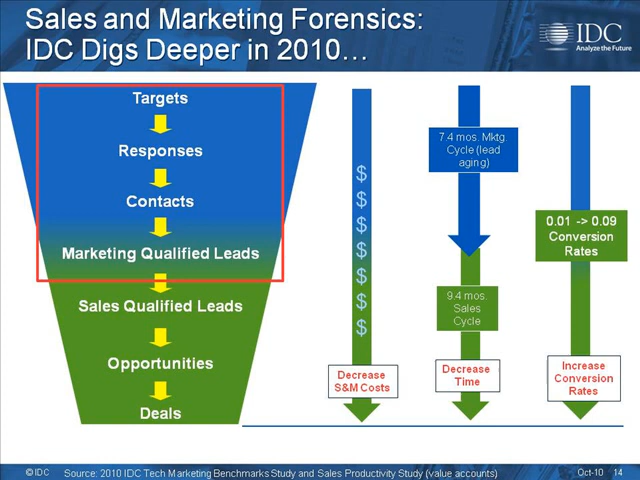 Sales and Marketing Forensics:
IDC Digs Deeper in 2010…
IDC
Analyze the Future
Targets
Responses
Contacts
Marketing Qualified Leads
Sales Qualified Leads
Opportunities
Deals
$
$
$
$
$
$
$
Decrease
S&M Costs
7.4 mos. Mktg.
Cycle (lead
aging)
9.4 mos.
Sales
Cycle
Decrease
Time
0.01 -> 0.09
Conversion
Rates
Increase
Conversion
Rates
© IDC
Source: 2010 IDC Tech Marketing Benchmarks Study and Sales Productivity Study (value accounts)
Oct-10 14